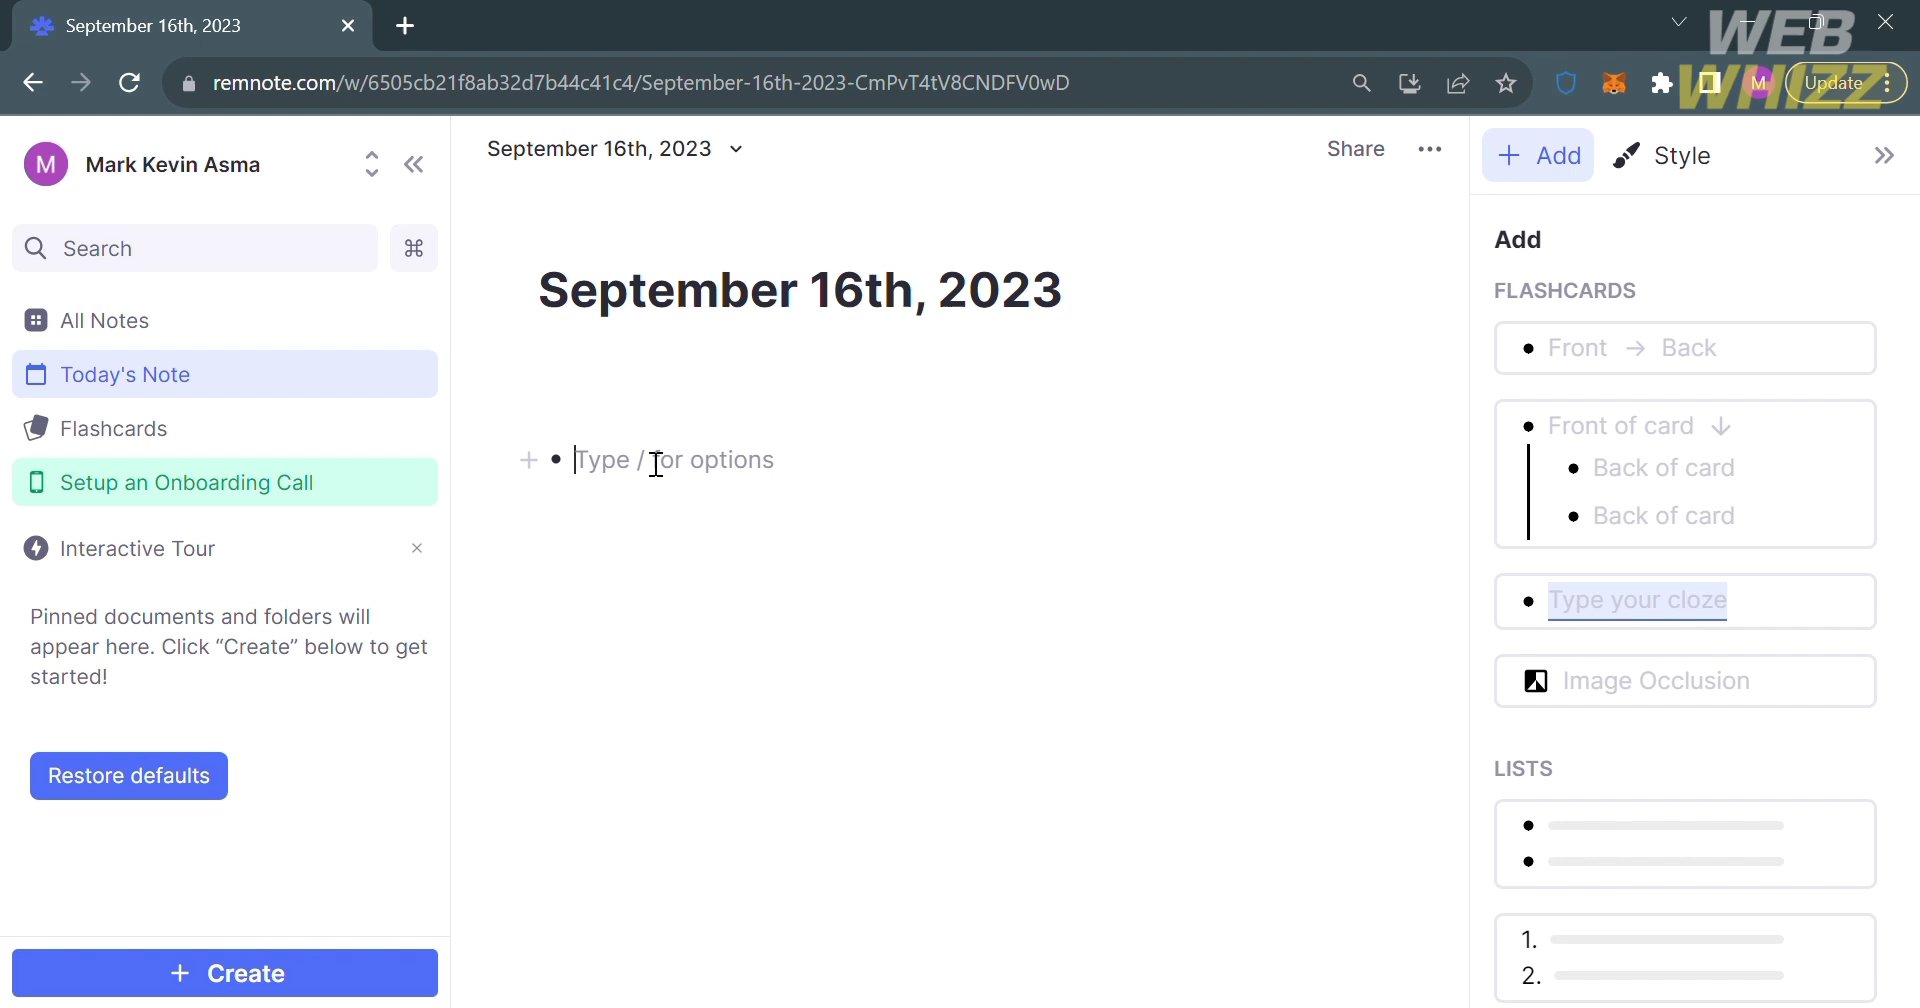 September 16th, 2023
WEB
WHIZZ
remnote.com/w/6505cb21f8ab32d7b44c41c4/September-16th-2023-CmPvT4tV8CNDFV0wD
M
Update
M
Mark Kevin Asma
Search
All Notes
Today's Note
Flashcards
Setup an Onboarding Call
Interactive Tour
Pinned documents and folders will
appear here. Click “Create” below to get
started!
Restore defaults
+ Create
September 16th, 2023
Share
September 16th, 2023
+ • Type / for options
+ Add
Style
Add
FLASHCARDS
• Front → Back
• Front of card ↓
• Back of card
• Back of card
• Type your cloze
Image Occlusion
LISTS
1.
2.